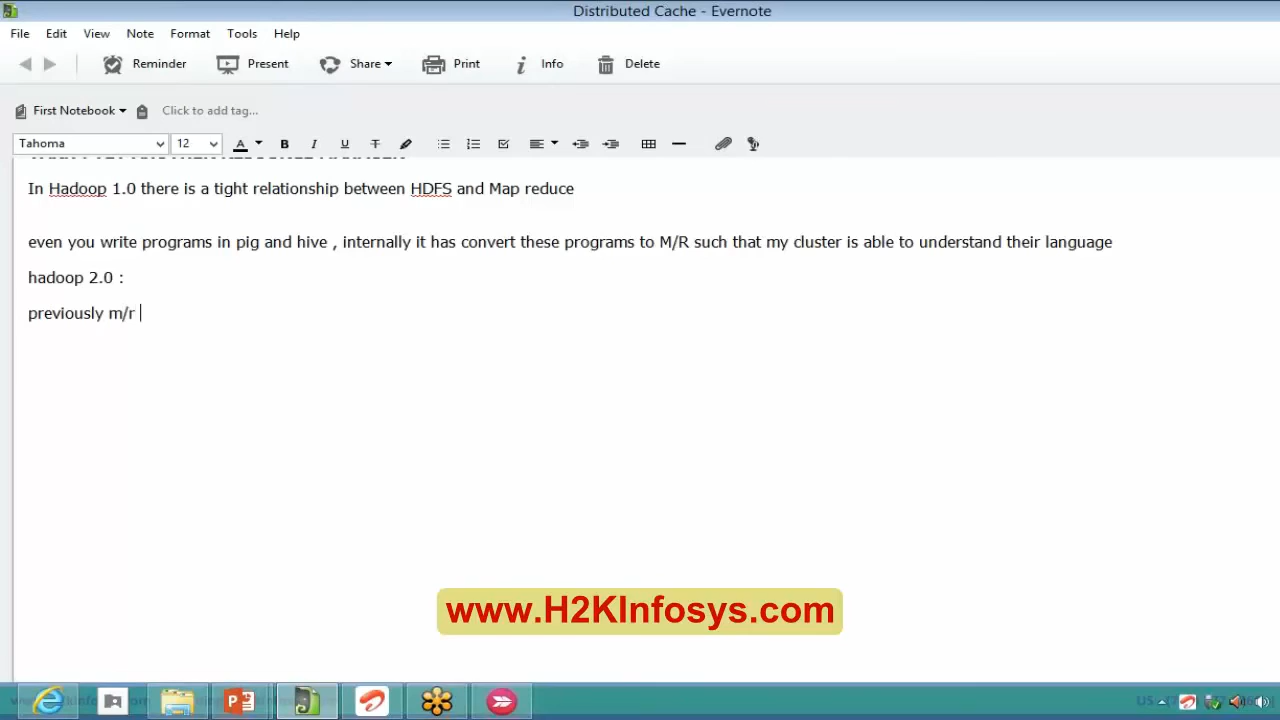 Distributed Cache - Evernote
File Edit View Note Format Tools Help
Reminder Present Share Print Info Delete
First Notebook Click to add tag...
Tahoma 12
In Hadoop 1.0 there is a tight relationship between HDFS and Map reduce
even you write programs in pig and hive , internally it has convert these programs to M/R such that my cluster is able to understand their language
hadoop 2.0 :
previously m/r
www.H2KInfosys.com